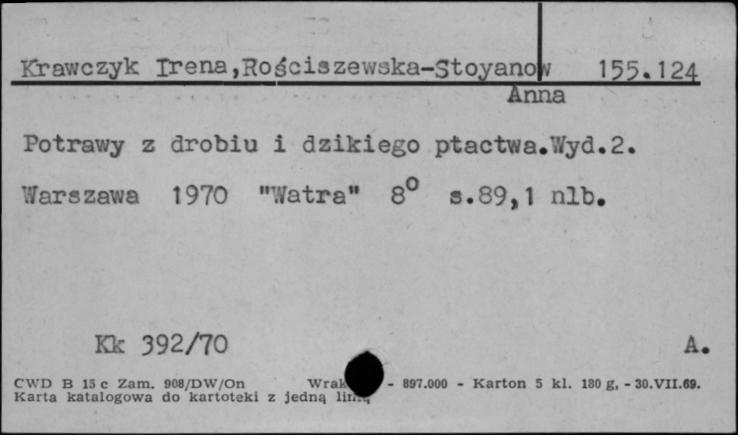 Krawczyk Irena,Rościszewska-Stoyanow 155.124
Anna
Potrawy z drobiu i dzikiego ptactwa.Wyd.2.
Warszawa 1970 "Watra" 8° s.89,1 nlb.
Kk 392/70 A.
CWD B 15 c Zam. 908/DW/On - 897.000 - Karton 5 kl. 180 g, - 30.VII.69.
Karta katalogowa do kartoteki z jedną linią